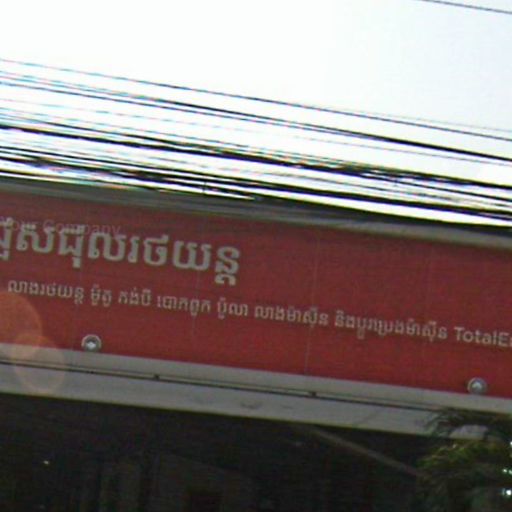 Your Company
ជួសជុលរថយន្ត
លាងរថយន្ត ម៉ូតូ កង់បី បោកពួក ប៉ូលា លាងម៉ាស៊ីន និងប្តូរប្រេងម៉ាស៊ីន